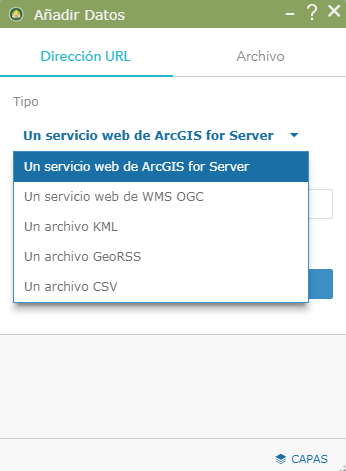 Añadir Datos
Dirección URL
Archivo
Tipo
Un servicio web de ArcGIS for Server
Un servicio web de ArcGIS for Server
Un servicio web de WMS OGC
Un archivo KML
Un archivo GeoRSS
Un archivo CSV
CAPAS